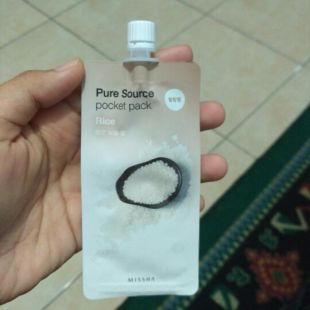 Pure Source
pocket pack
Rice
MISSHA